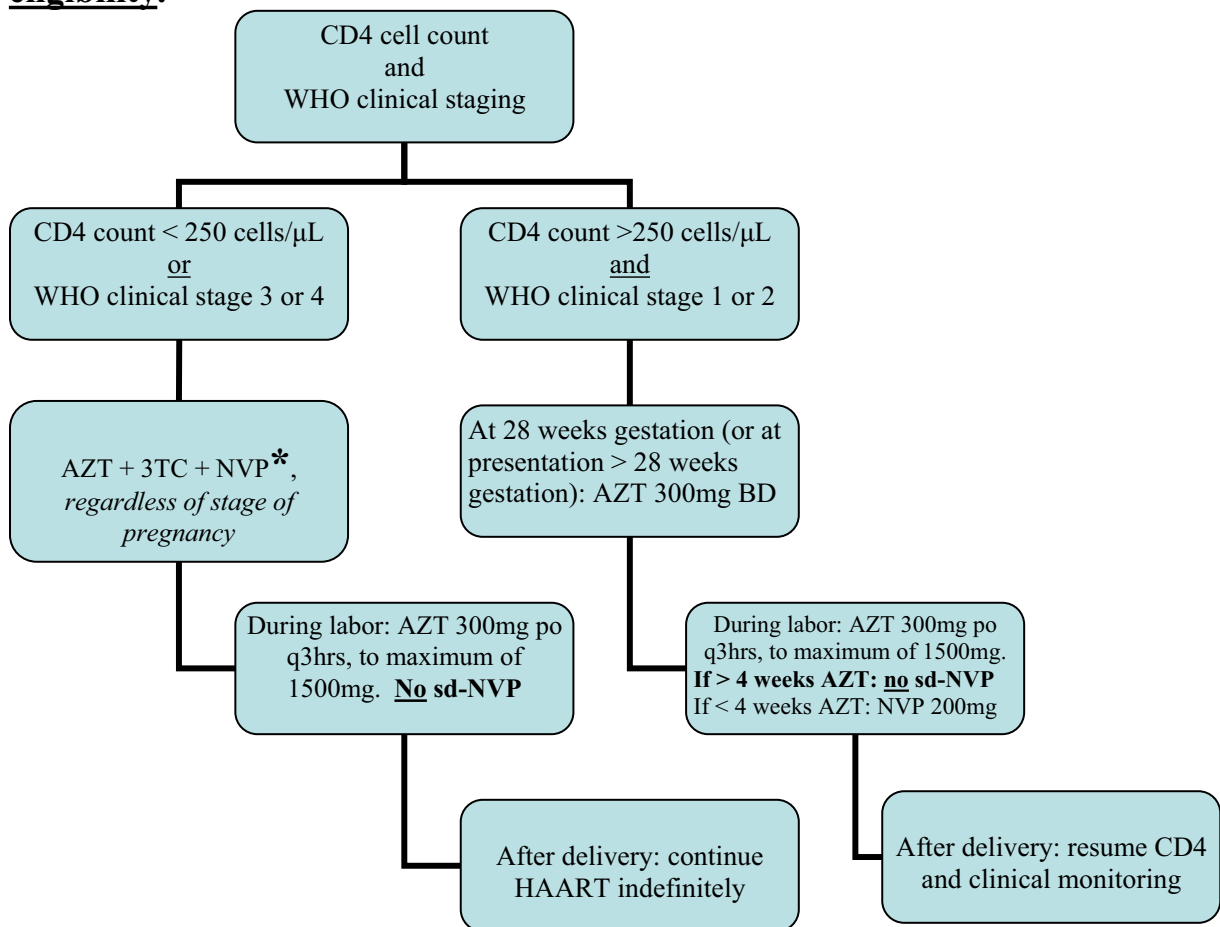 eligibility:
CD4 cell count
and
WHO clinical staging
CD4 count < 250 cells/μL
or
WHO clinical stage 3 or 4
CD4 count >250 cells/μL
and
WHO clinical stage 1 or 2
AZT + 3TC + NVP*,
regardless of stage of
pregnancy
At 28 weeks gestation (or at
presentation > 28 weeks
gestation): AZT 300mg BD
During labor: AZT 300mg po
q3hrs, to maximum of
1500mg. No sd-NVP
During labor: AZT 300mg po
q3hrs, to maximum of 1500mg.
If > 4 weeks AZT: no sd-NVP
If < 4 weeks AZT: NVP 200mg
After delivery: continue
HAART indefinitely
After delivery: resume CD4
and clinical monitoring